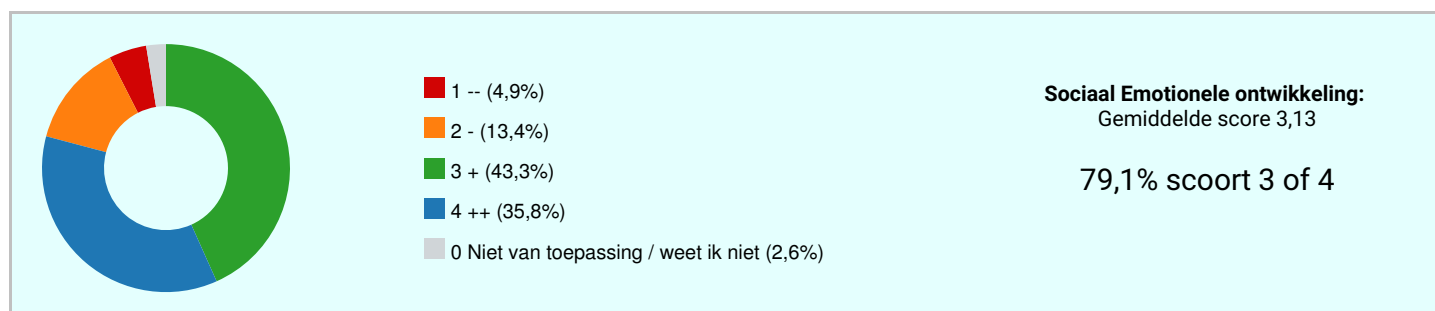 1 -- (4,9%)
2 - (13,4%)
3 + (43,3%)
4 ++ (35,8%)
0 Niet van toepassing / weet ik niet (2,6%)
Sociaal Emotionele ontwikkeling:
Gemiddelde score 3,13
79,1% scoort 3 of 4